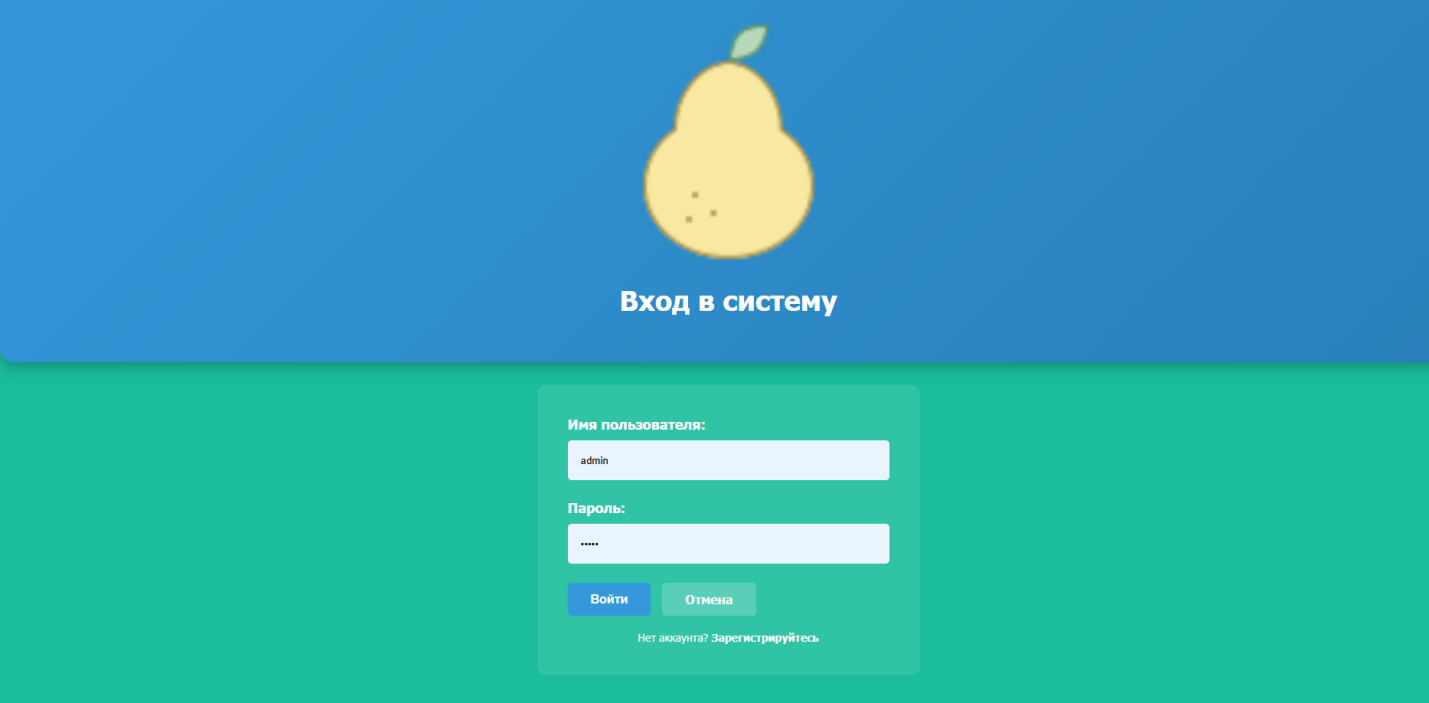 Вход в систему
Имя пользователя:
admin
Пароль:
•••••
Войти Отмена
Нет аккаунта? Зарегистрируйтесь